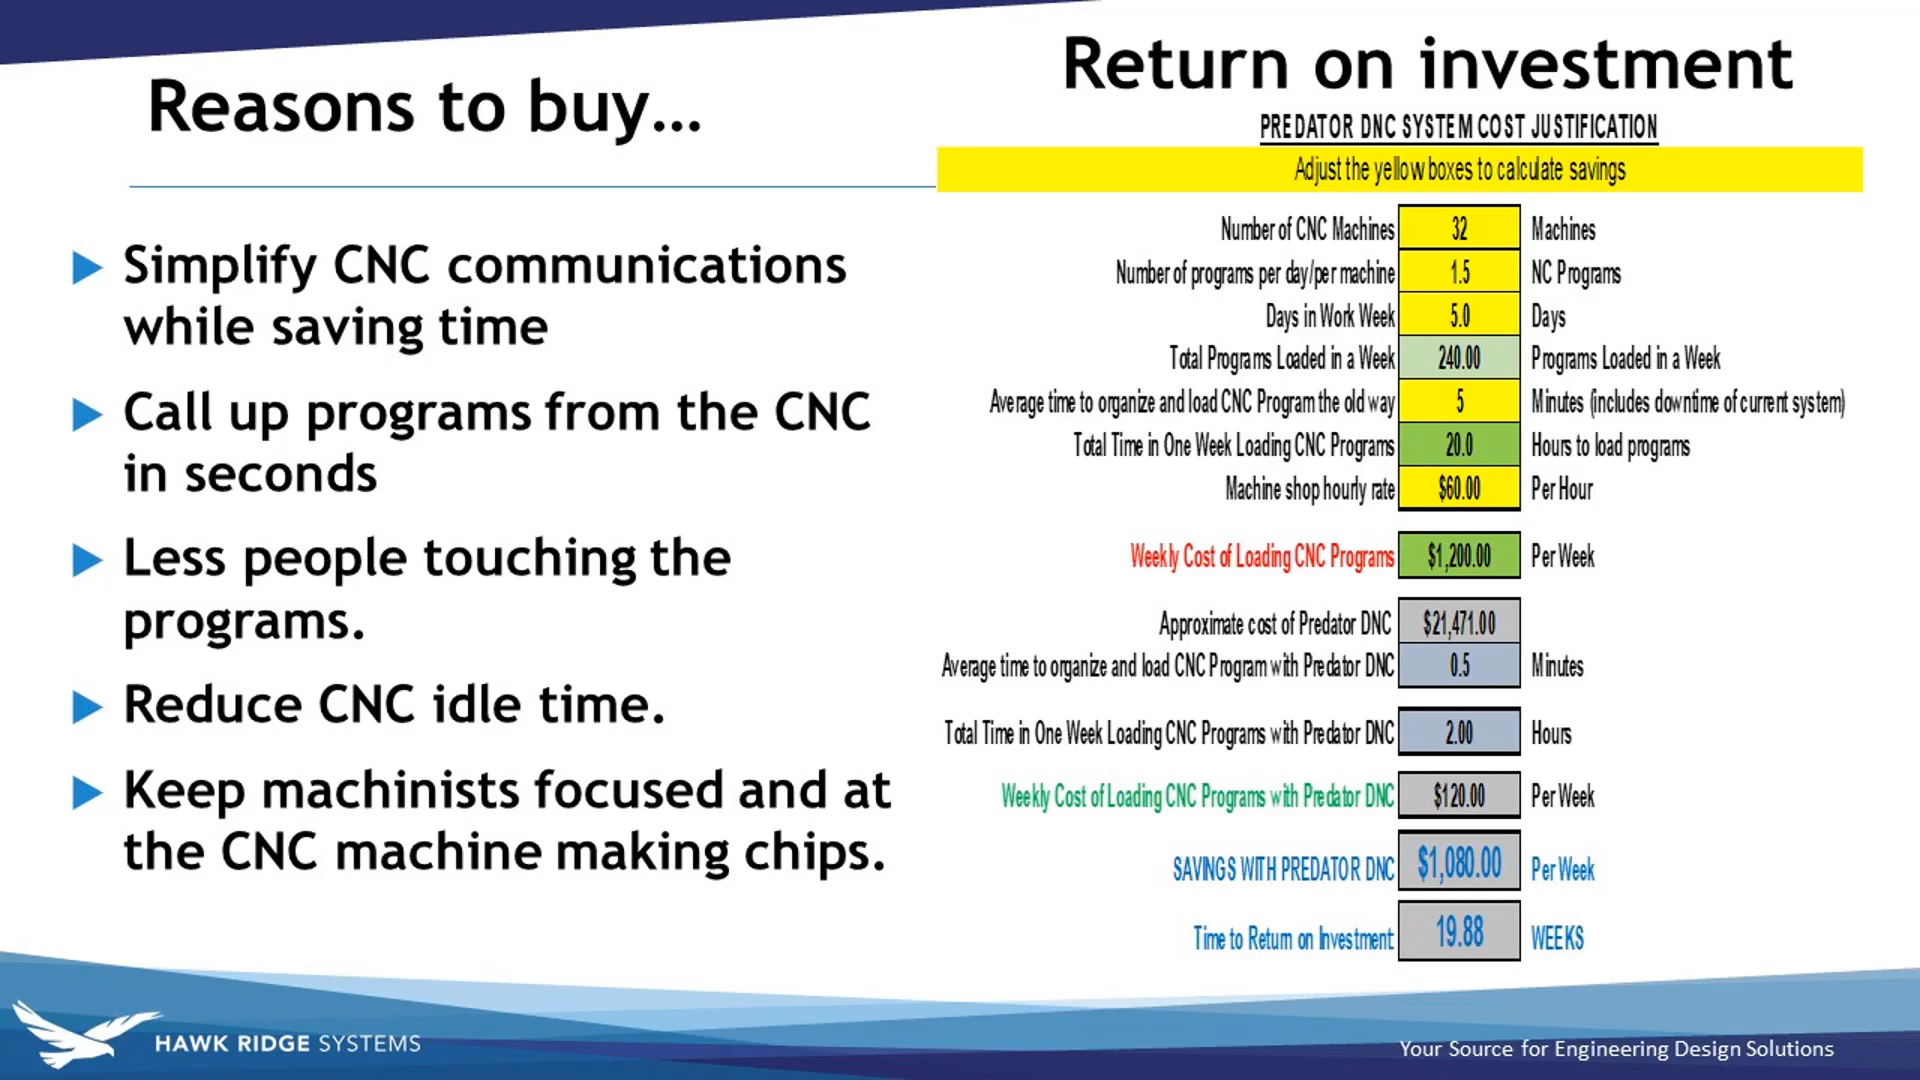 Reasons to buy...
Simplify CNC communications
while saving time
Call up programs from the CNC
in seconds
Less people touching the
programs.
Reduce CNC idle time.
Keep machinists focused and at
the CNC machine making chips.
Return on investment
PREDATOR DNC SYSTEM COST JUSTIFICATION
Adjust the yellow boxes to calculate savings
Number of CNC Machines 32 Machines
Number of programs per day/per machine 1.5 NC Programs
Days in Work Week 5.0 Days
Total Programs Loaded in a Week 240.00 Programs Loaded in a Week
Average time to organize and load CNC Program the old way 5 Minutes (includes downtime of current system)
Total Time in One Week Loading CNC Programs 20.0 Hours to load programs
Machine shop hourly rate $60.00 Per Hour
Weekly Cost of Loading CNC Programs $1,200.00 Per Week
Approximate cost of Predator DNC $21,471.00
Average time to organize and load CNC Program with Predator DNC 0.5 Minutes
Total Time in One Week Loading CNC Programs with Predator DNC 2.00 Hours
Weekly Cost of Loading CNC Programs with Predator DNC $120.00 Per Week
SAVINGS WITH PREDATOR DNC $1,080.00 Per Week
Time to Return on Investment 19.88 WEEKS
HAWK RIDGE SYSTEMS
Your Source for Engineering Design Solutions